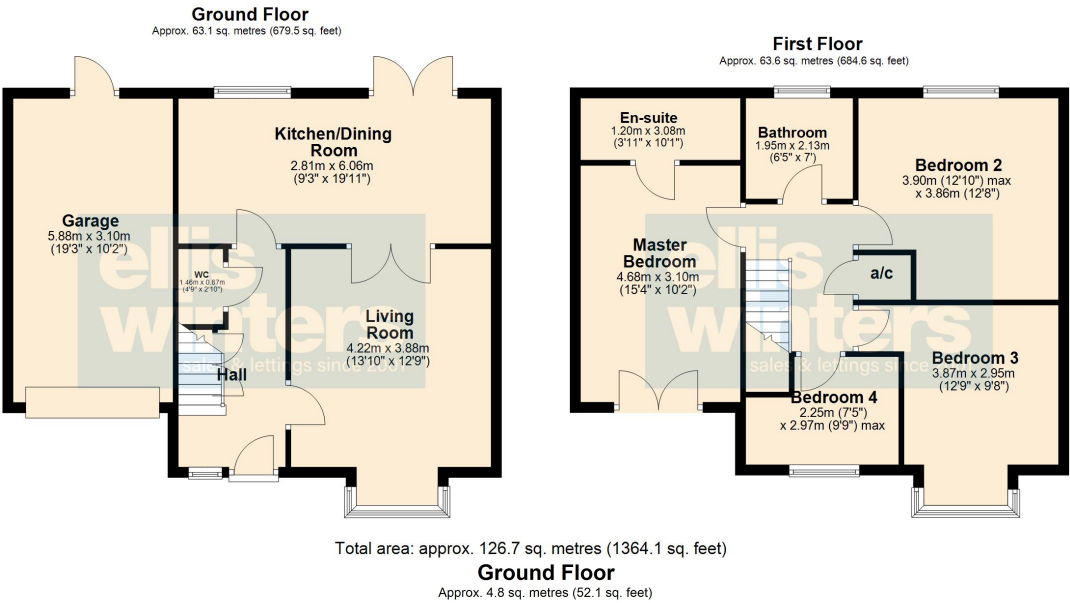 Ground Floor
Approx. 63.1 sq. metres (679.5 sq. feet)
First Floor
Approx. 63.6 sq. metres (684.6 sq. feet)
Kitchen/Dining
Room
2.81m x 6.06m
(9'3" x 19'11")
Garage
5.88m x 3.10m
(19'3" x 10'2")
WC
1.46m x 0.87m
(4'9" x 2'10")
Living
Room
4.22m x 3.88m
(13'10" x 12'9")
Hall
En-suite
1.20m x 3.08m
(3'11" x 10'1")
Bathroom
1.95m x 2.13m
(6'5" x 7')
Bedroom 2
3.90m (12'10") max
x 3.86m (12'8")
Master
Bedroom
4.68m x 3.10m
(15'4" x 10'2")
a/c
Bedroom 3
3.87m x 2.95m
(12'9" x 9'8")
Bedroom 4
2.25m (7'5")
x 2.97m (9'9") max
ellis
winters
sales & lettings since 2001
ellis
winters
sales & lettings since
Total area: approx. 126.7 sq. metres (1364.1 sq. feet)
Ground Floor
Approx. 4.8 sq. metres (52.1 sq. feet)